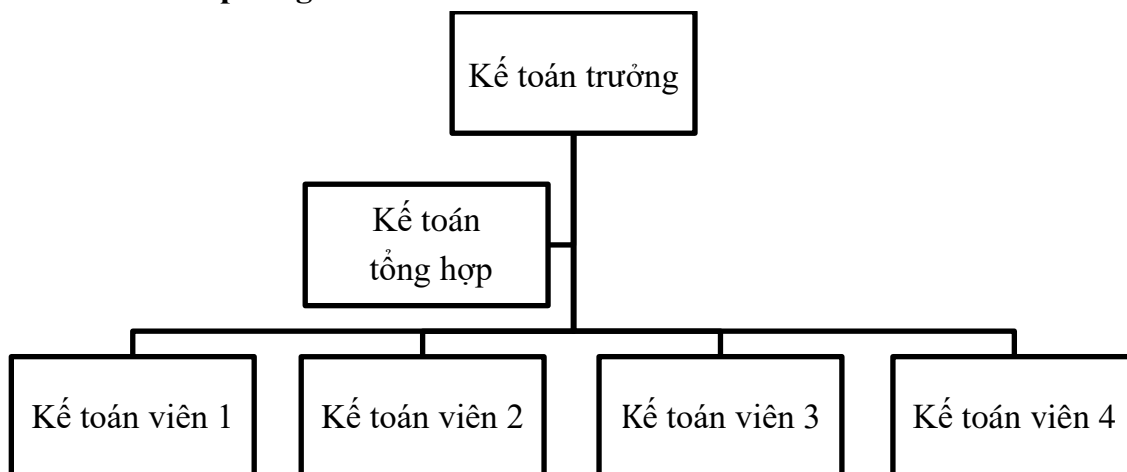 Kế toán trưởng
Kế toán
tổng hợp
Kế toán viên 1
Kế toán viên 2
Kế toán viên 3
Kế toán viên 4